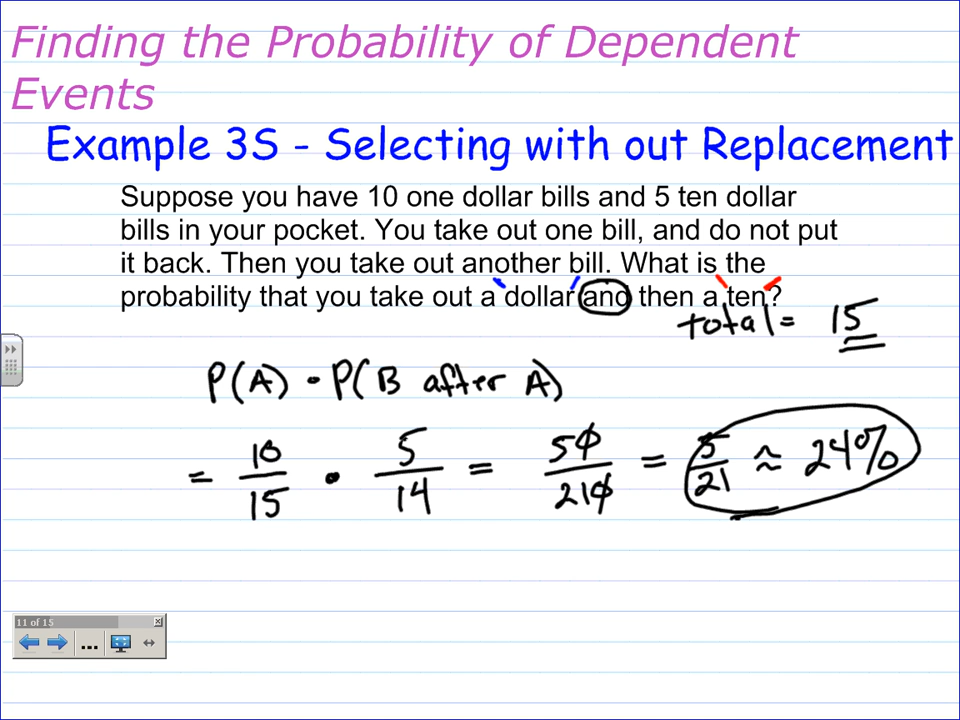 Finding the Probability of Dependent
Events
Example 3S - Selecting with out Replacement
Suppose you have 10 one dollar bills and 5 ten dollar
bills in your pocket. You take out one bill, and do not put
it back. Then you take out another bill. What is the
probability that you take out a dollar and then a ten?
total = 15
P(A) • P(B after A)
= 10/15 • 5/14 = 50/210 = 5/21 ≈ 24%
11 of 15
...